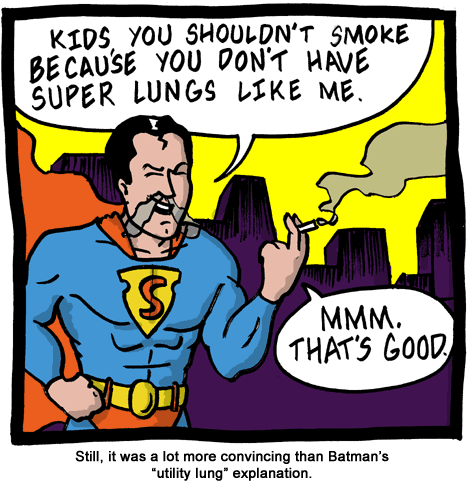 KIDS, YOU SHOULDN'T SMOKE
BECAUSE YOU DON'T HAVE
SUPER LUNGS LIKE ME.
S
MMM.
THAT'S GOOD.
Still, it was a lot more convincing than Batman's
"utility lung" explanation.